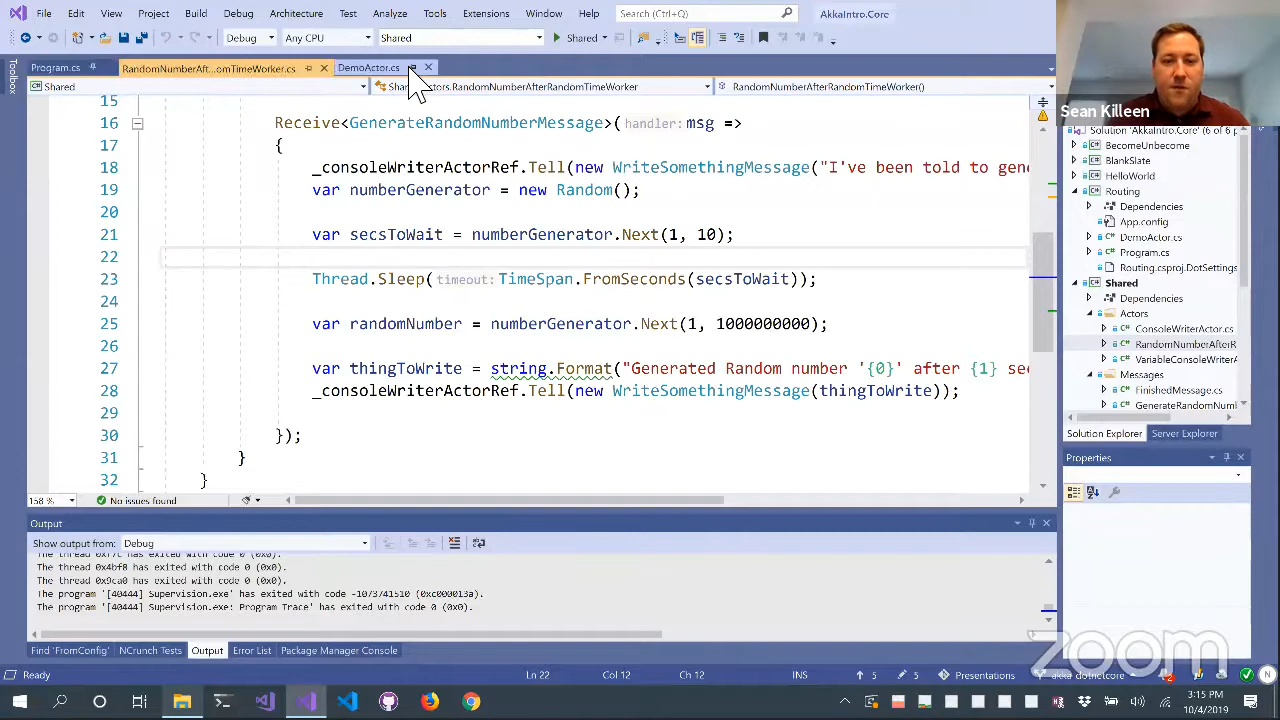 File Edit View Project Build Debug Test Analyze Tools Extensions Window Help Search (Ctrl+Q) AkkaIntro.Core
Debug Any CPU Shared Shared
Toolbox
Program.cs RandomNumberAft...omTimeWorker.cs DemoActor.cs
Shared
RandomNumberAfterRandomTimeWorker()
Sean Killeen
15
16 Receive<GenerateRandomNumberMessage>(handler: msg =>
17 {
18 _consoleWriterActorRef.Tell(new WriteSomethingMessage("I've been told to gene
19 var numberGenerator = new Random();
20
21 var secsToWait = numberGenerator.Next(1, 10);
22
23 Thread.Sleep(timeout: TimeSpan.FromSeconds(secsToWait));
24
25 var randomNumber = numberGenerator.Next(1, 1000000000);
26
27 var thingToWrite = string.Format("Generated Random number '{0}' after {1} sec
28 _consoleWriterActorRef.Tell(new WriteSomethingMessage(thingToWrite));
29
30 });
31 }
32 }
158 % No issues found
Solution 'AkkaIntro.Core' (6 of 6 p
BecomeUnbecome
BlankSlate
HelloWorld
Routing
Dependencies
App.config
DemoActor.cs
Program.cs
Routing.csproj.DotSettings
Shared
Dependencies
Actors
ConsoleWriterActor.cs
RandomNumberAfterR
VariableConsoleWriterA
Messages
FinishedMessage.cs
GenerateRandomNuml
Solution Explorer Server Explorer
Properties
Output
Show output from: Debug
The thread 0x4bf8 has exited with code 0 (0x0).
The thread 0x9ca0 has exited with code 0 (0x0).
The program '[40444] Supervision.exe' has exited with code -1073741510 (0xc000013a).
The program '[40444] Supervision.exe: Program Trace' has exited with code 0 (0x0).
Find 'FromConfig' NCrunch Tests Output Error List Package Manager Console
zoom
Ready Ln 22 Col 12 Ch 12 INS 5 5 Presentations akka dotnetcore 2 N
3:15 PM
10/4/2019